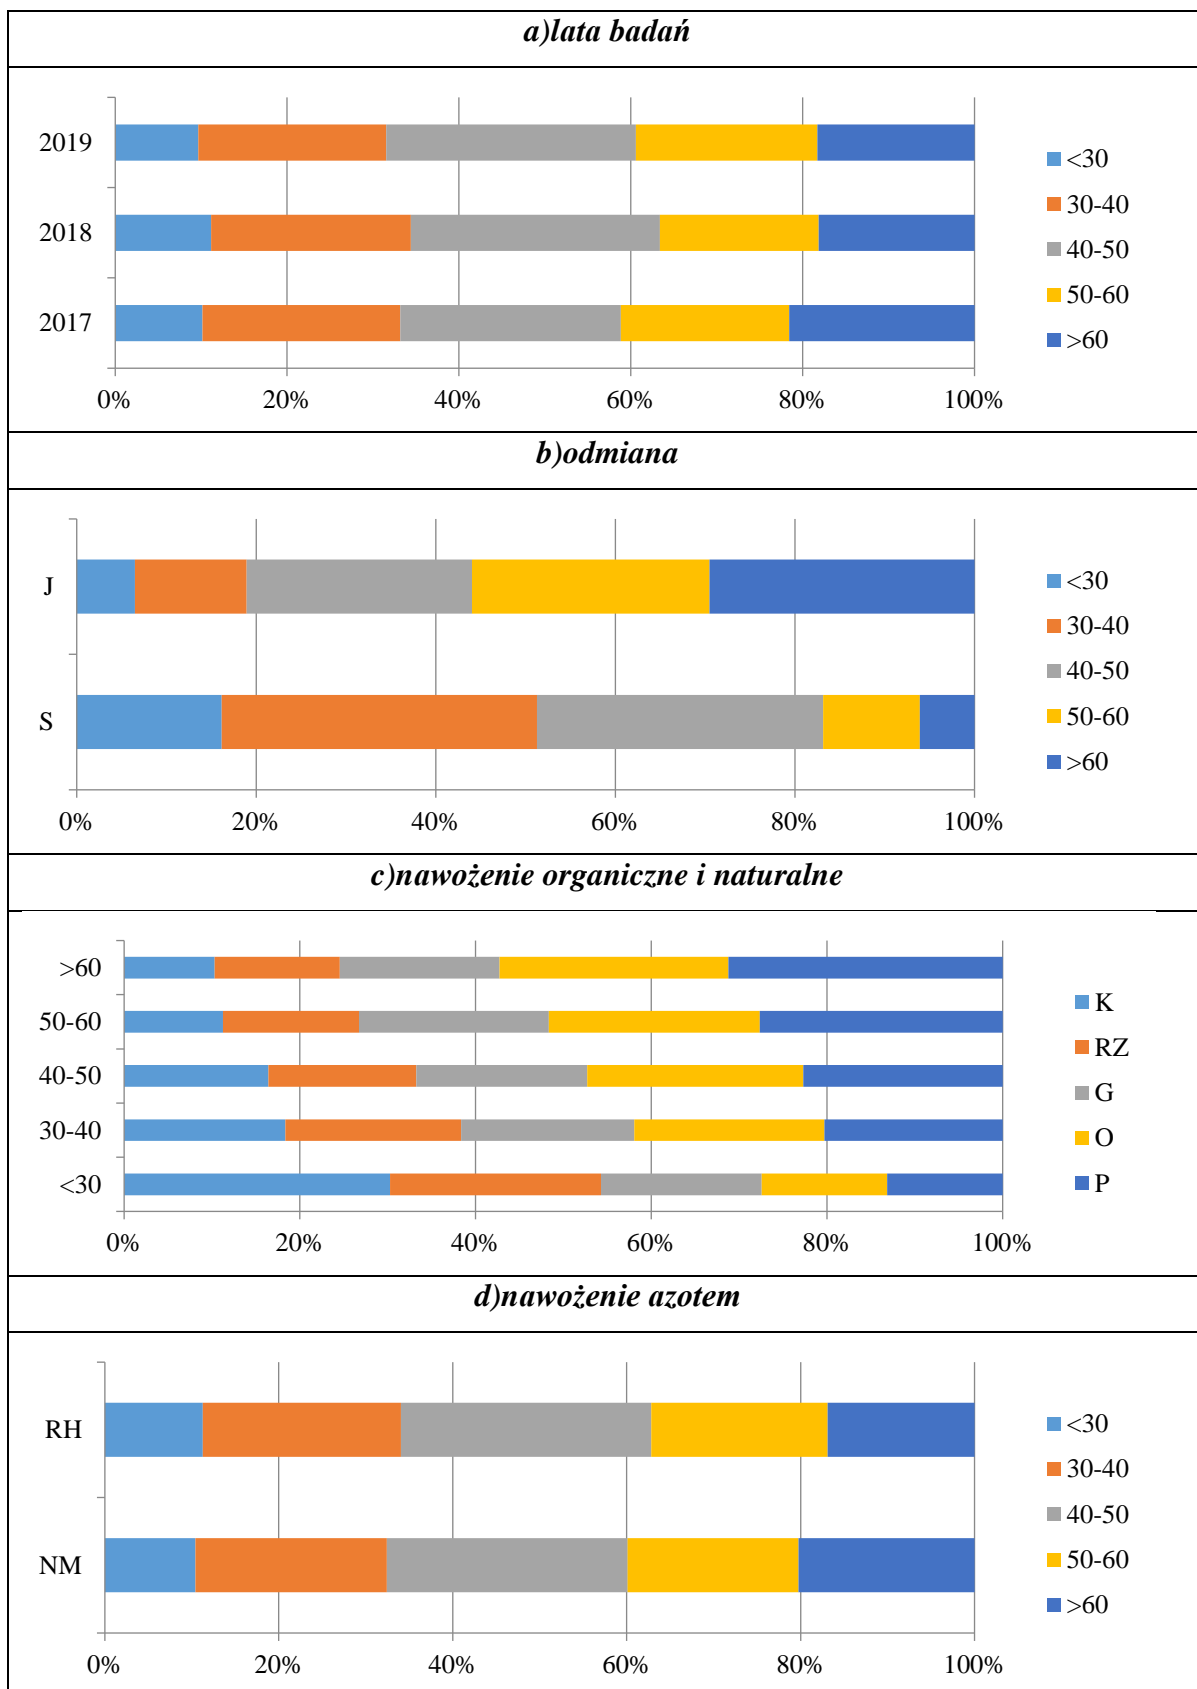 a)lata badań
2019
2018
2017
0% 20% 40% 60% 80% 100%
<30
30-40
40-50
50-60
>60
b)odmiana
J
S
0% 20% 40% 60% 80% 100%
<30
30-40
40-50
50-60
>60
c)nawożenie organiczne i naturalne
>60
50-60
40-50
30-40
<30
0% 20% 40% 60% 80% 100%
K
RZ
G
O
P
d)nawożenie azotem
RH
NM
0% 20% 40% 60% 80% 100%
<30
30-40
40-50
50-60
>60